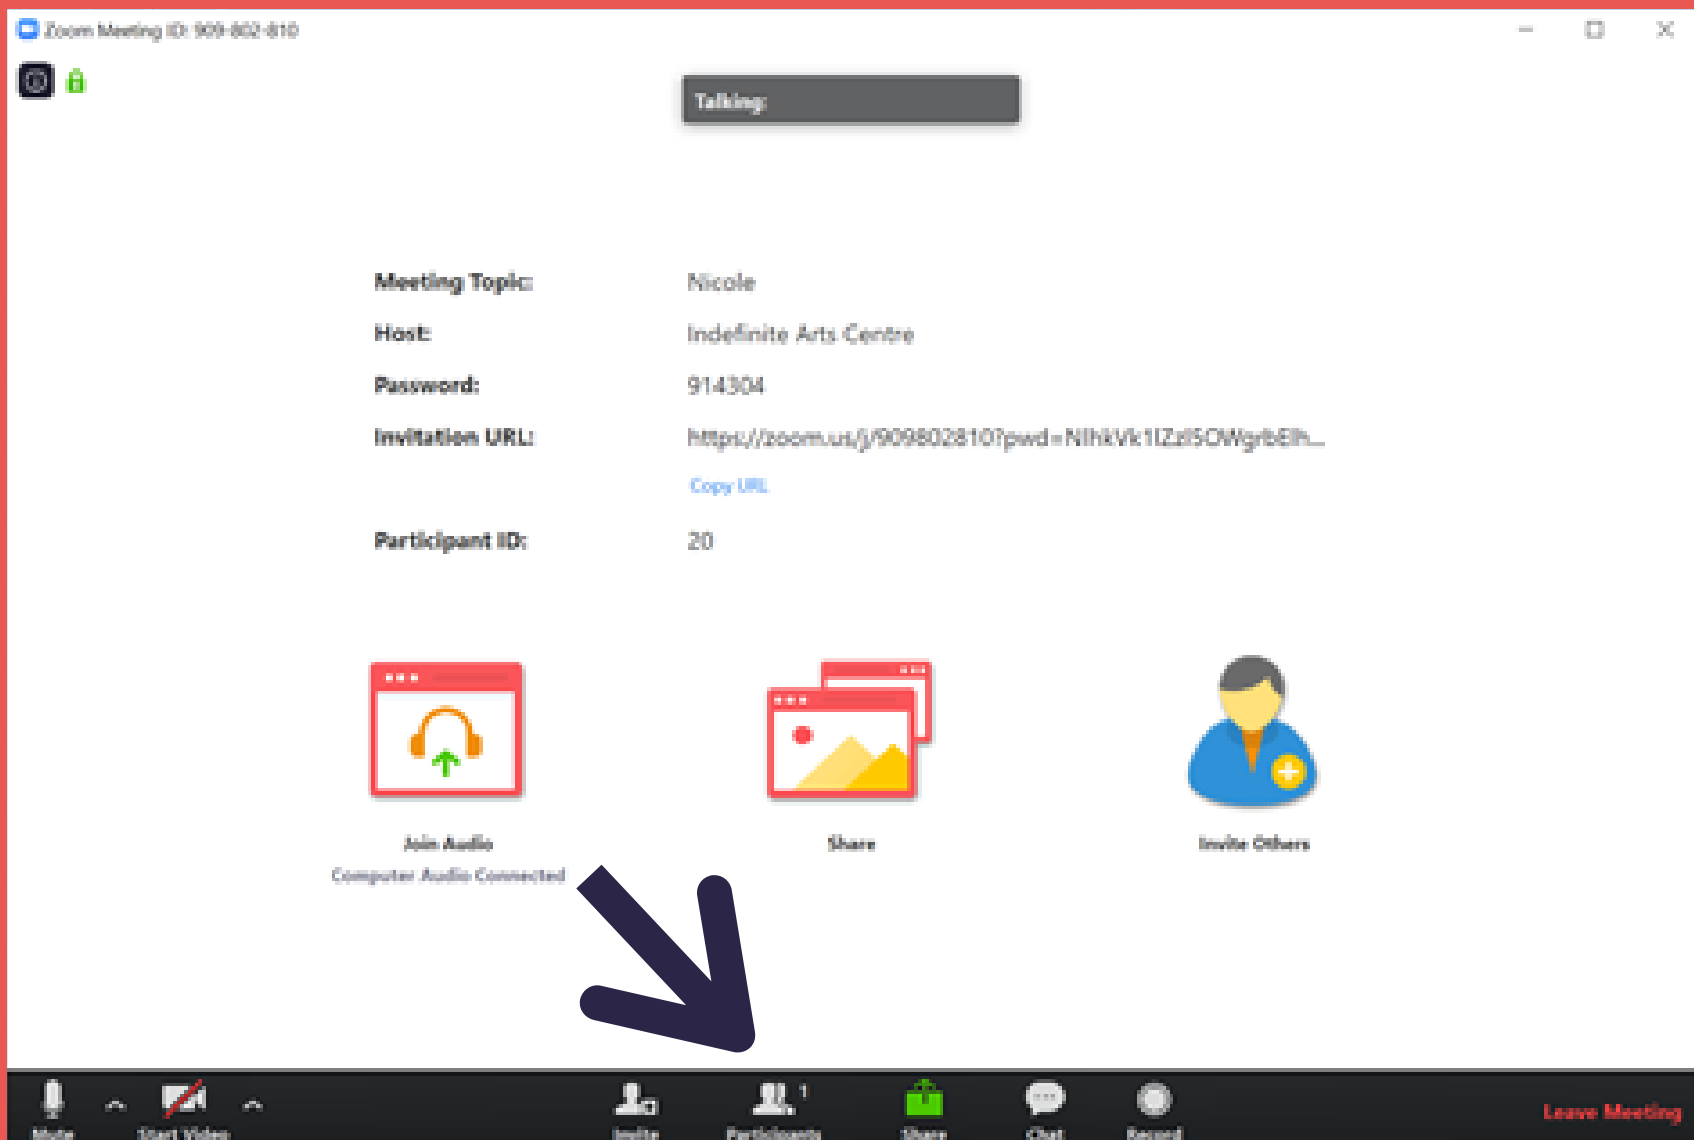 Zoom Meeting ID: 909-802-810
Talking:
Meeting Topic: Nicole
Host: Indefinite Arts Centre
Password: 914304
Invitation URL: https://zoom.us/j/909802810?pwd=
Copy URL
Participant ID: 20
Join Audio Share Invite Others
Computer Audio Connected
1
Mute Start Video Invite Participants Share Chat Record Leave Meeting